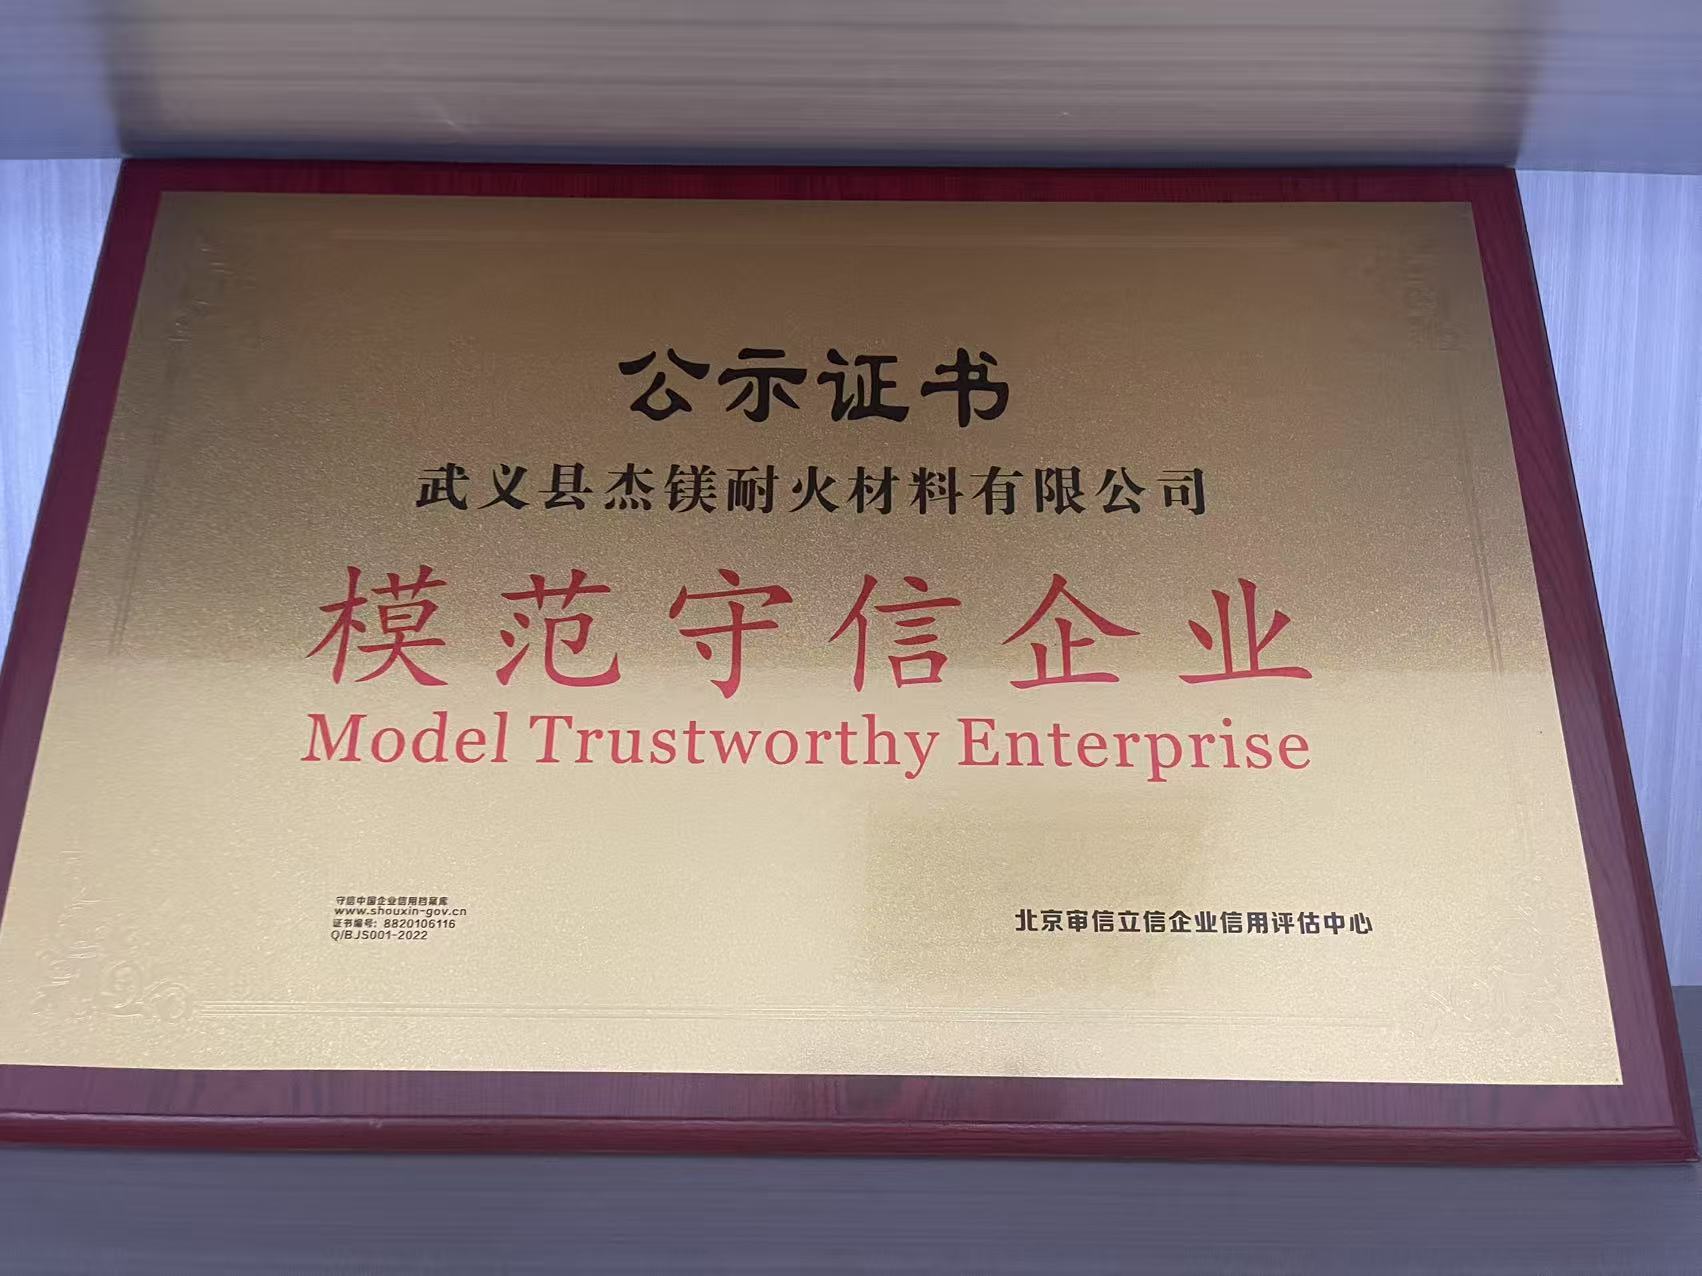 公示证书
武义县杰镁耐火材料有限公司
模范守信企业
Model Trustworthy Enterprise
守信中国企业信用档案库
www.shouxin-gov.cn
证书编号：8820106116
Q/BJS001-2022
北京审信立信企业信用评估中心